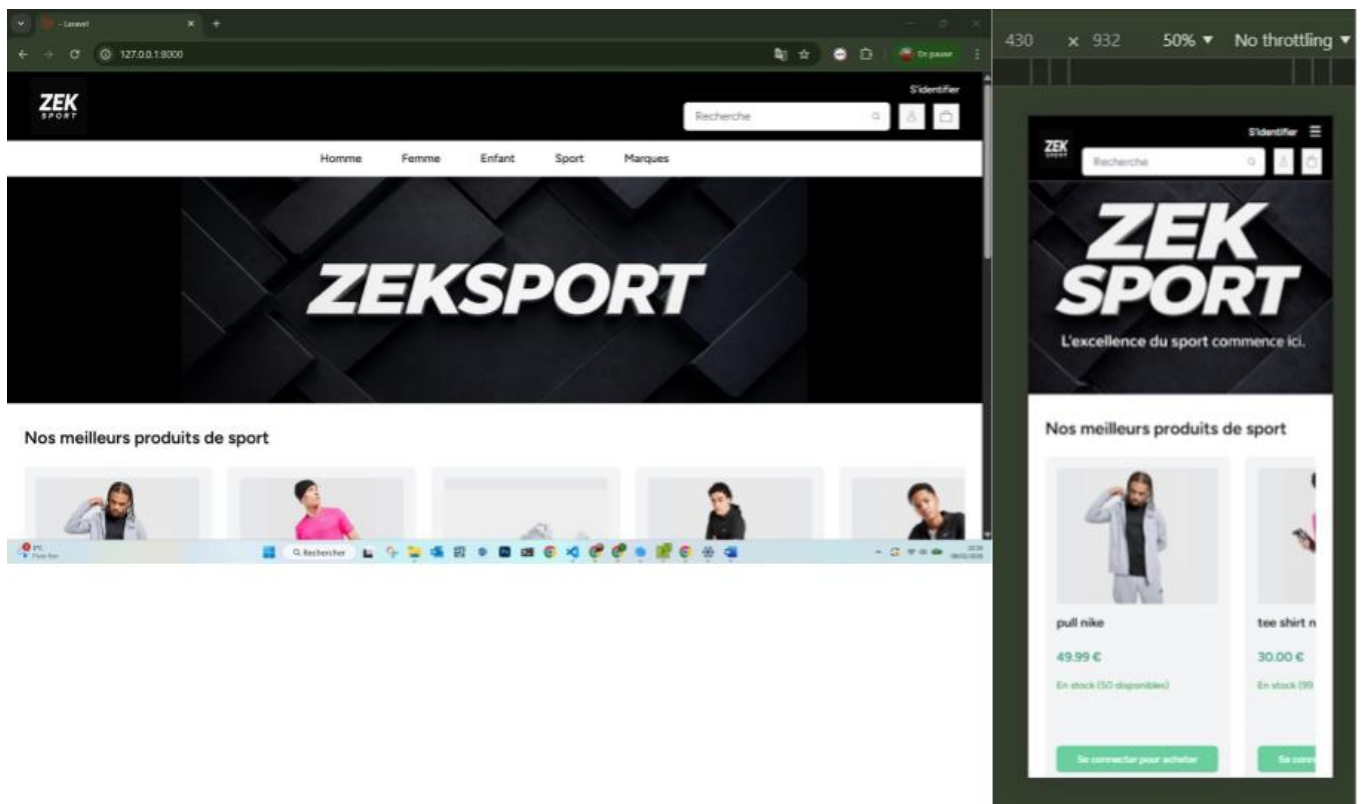 - Laravel
127.0.0.1:8000
En pause
ZEK
SPORT
S'identifier
Recherche
Homme Femme Enfant Sport Marques
ZEKSPORT
Nos meilleurs produits de sport
Rechercher
430 × 932 50% No throttling
S'identifier
ZEK
SPORT
Recherche
ZEK
SPORT
L'excellence du sport commence ici.
Nos meilleurs produits de sport
pull nike
tee shirt n
49.99 €
30.00 €
En stock (50 disponibles)
En stock (99
Se connecter pour acheter
Se conn